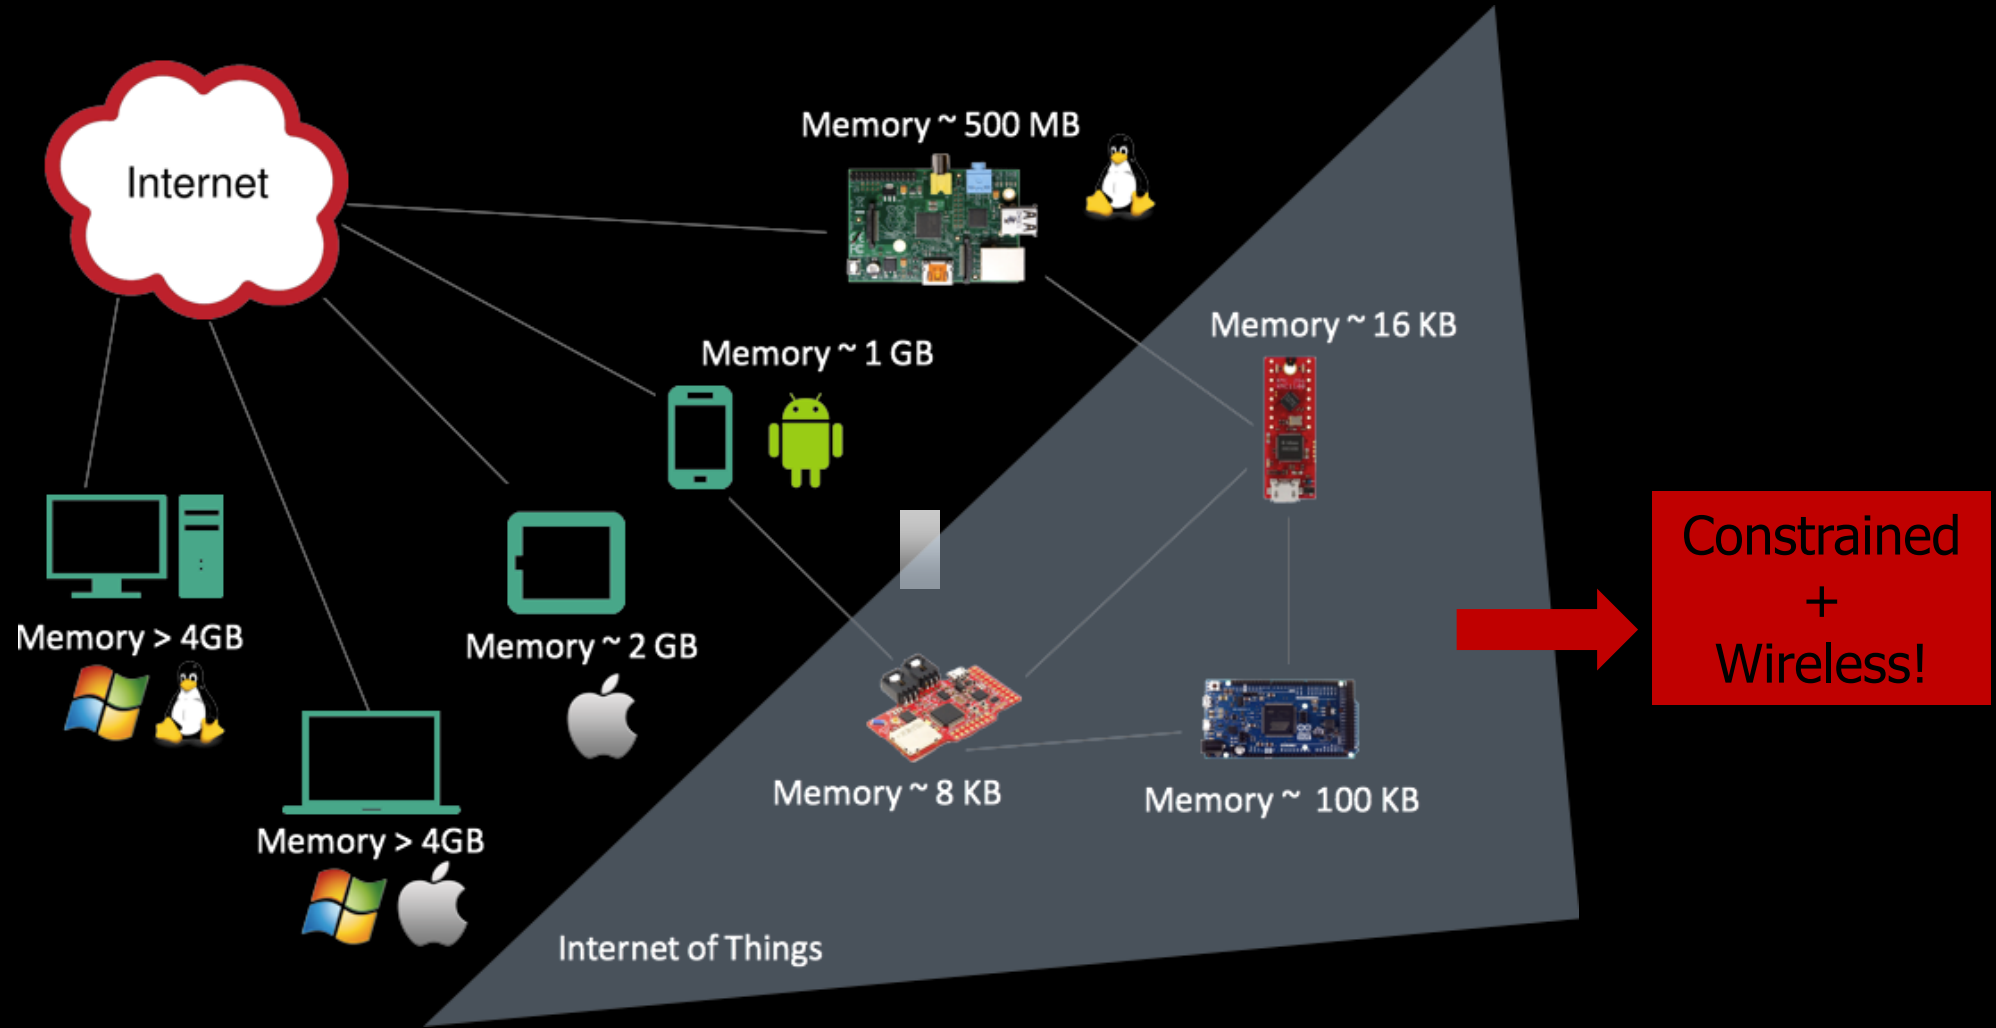 Internet
Memory ~ 500 MB
Memory ~ 16 KB
Memory ~ 1 GB
Memory > 4GB
Memory ~ 2 GB
Memory > 4GB
Memory ~ 8 KB
Memory ~ 100 KB
Internet of Things
Constrained
+
Wireless!